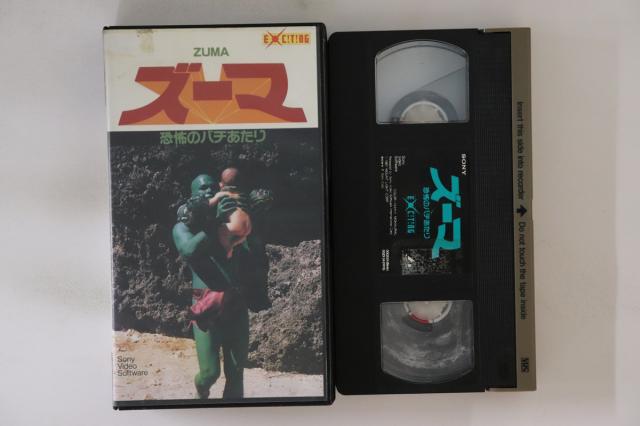 EXCITING
ZUMA
ズーマ
恐怖のバチあたり
Sony
Video
Software
SONY
ズーマ
恐怖のバチあたり
EXCITING
Insert this side into recorder
Do not touch the tape inside
VHS